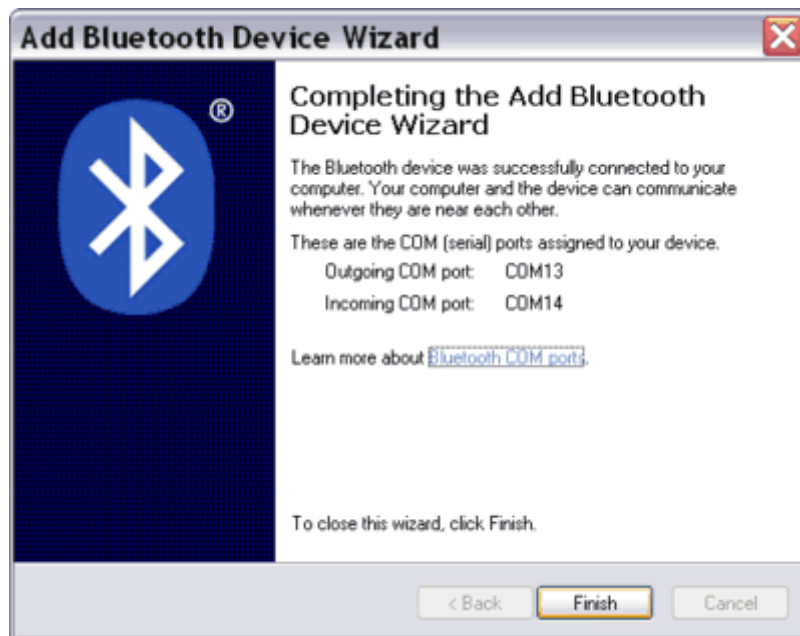 Add Bluetooth Device Wizard
®
Completing the Add Bluetooth
Device Wizard
The Bluetooth device was successfully connected to your
computer. Your computer and the device can communicate
whenever they are near each other.
These are the COM (serial) ports assigned to your device.
Outgoing COM port: COM13
Incoming COM port: COM14
Learn more about Bluetooth COM ports.
To close this wizard, click Finish.
< Back Finish Cancel